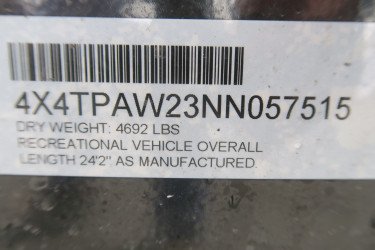 4X4TPAW23NN057515
DRY WEIGHT: 4692 LBS
RECREATIONAL VEHICLE OVERALL
LENGTH 24'2" AS MANUFACTURED.